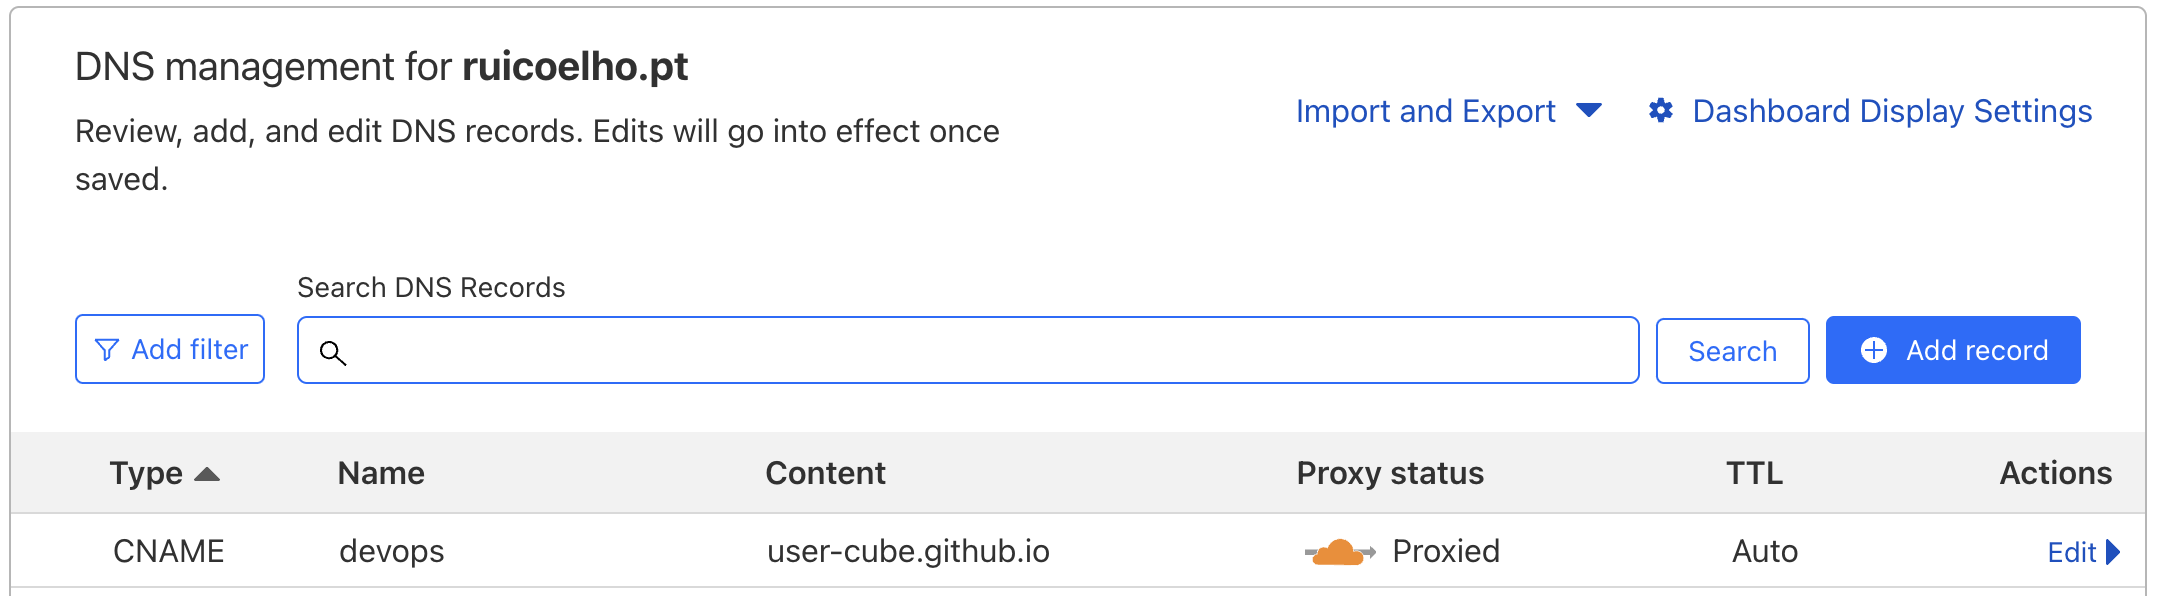 DNS management for ruicoelho.pt
Review, add, and edit DNS records. Edits will go into effect once
saved.
Import and Export
Dashboard Display Settings
Search DNS Records
Add filter
Search
Add record
Type Name Content Proxy status TTL Actions
CNAME devops user-cube.github.io Proxied Auto Edit